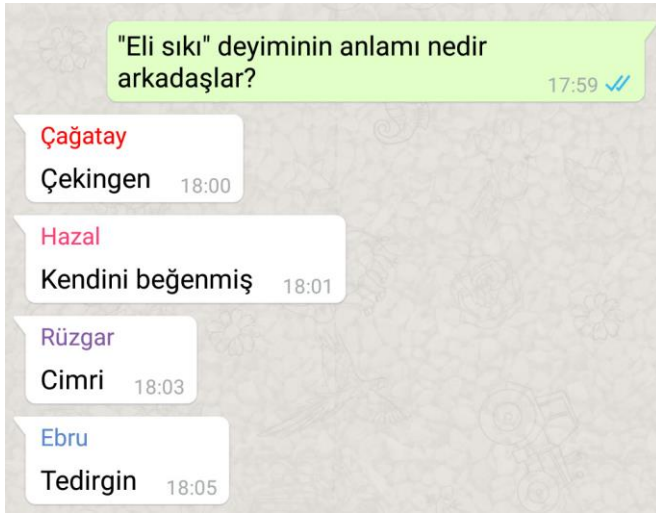 "Eli sıkı" deyiminin anlamı nedir
arkadaşlar?
17:59
Çağatay
Çekingen 18:00
Hazal
Kendini beğenmiş 18:01
Rüzgar
Cimri 18:03
Ebru
Tedirgin 18:05